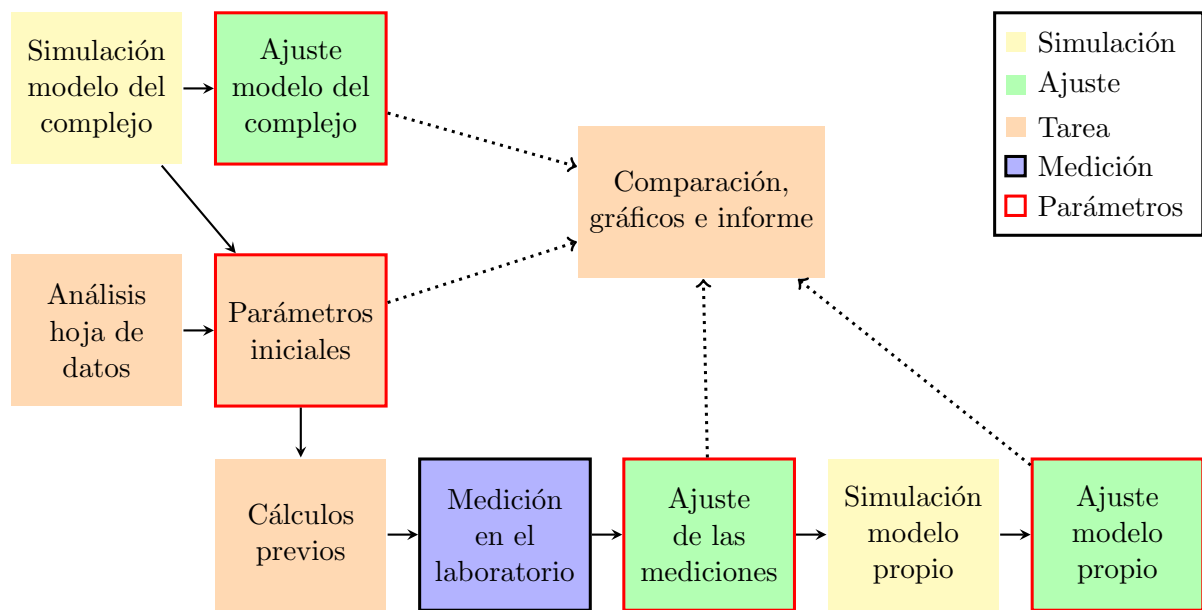 Simulación
modelo del
complejo
Ajuste
modelo del
complejo
Comparación,
gráficos e informe
Simulación
Ajuste
Tarea
Medición
Parámetros
Análisis
hoja de
datos
Parámetros
iniciales
Cálculos
previos
Medición
en el
laboratorio
Ajuste
de las
mediciones
Simulación
modelo
propio
Ajuste
modelo
propio